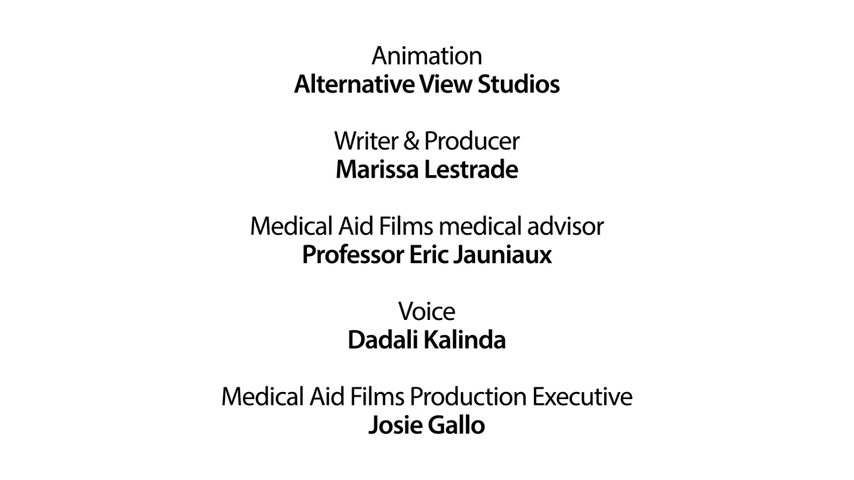 Animation
Alternative View Studios
Writer & Producer
Marissa Lestrade
Medical Aid Films medical advisor
Professor Eric Jauniaux
Voice
Dadali Kalinda
Medical Aid Films Production Executive
Josie Gallo